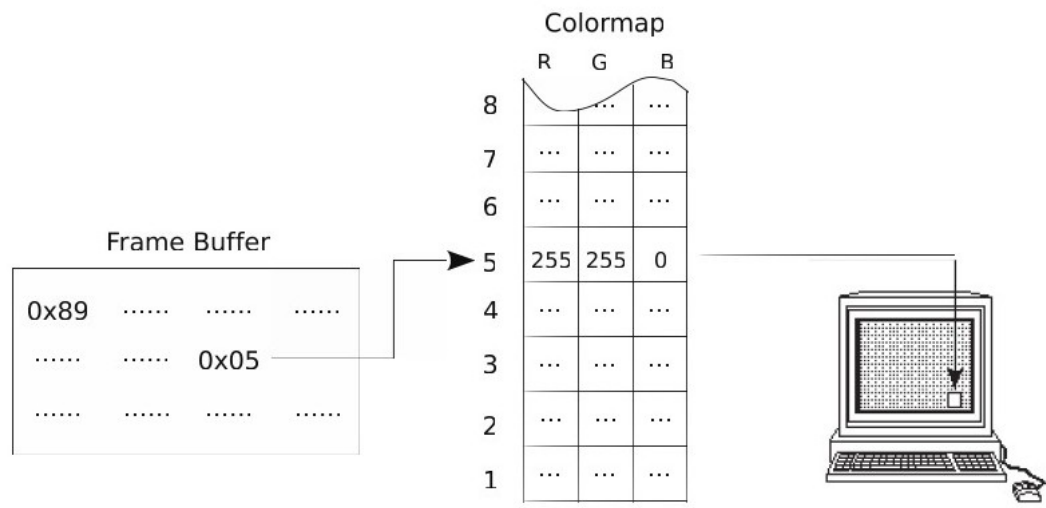 Colormap
R G B
8 ... ...
7 ... ... ...
6 ... ... ...
Frame Buffer
5 255 255 0
0x89 ...... ...... ......
4 ... ... ...
...... ...... 0x05
3 ... ... ...
...... ...... ...... ......
2 ... ... ...
1 ... ... ...